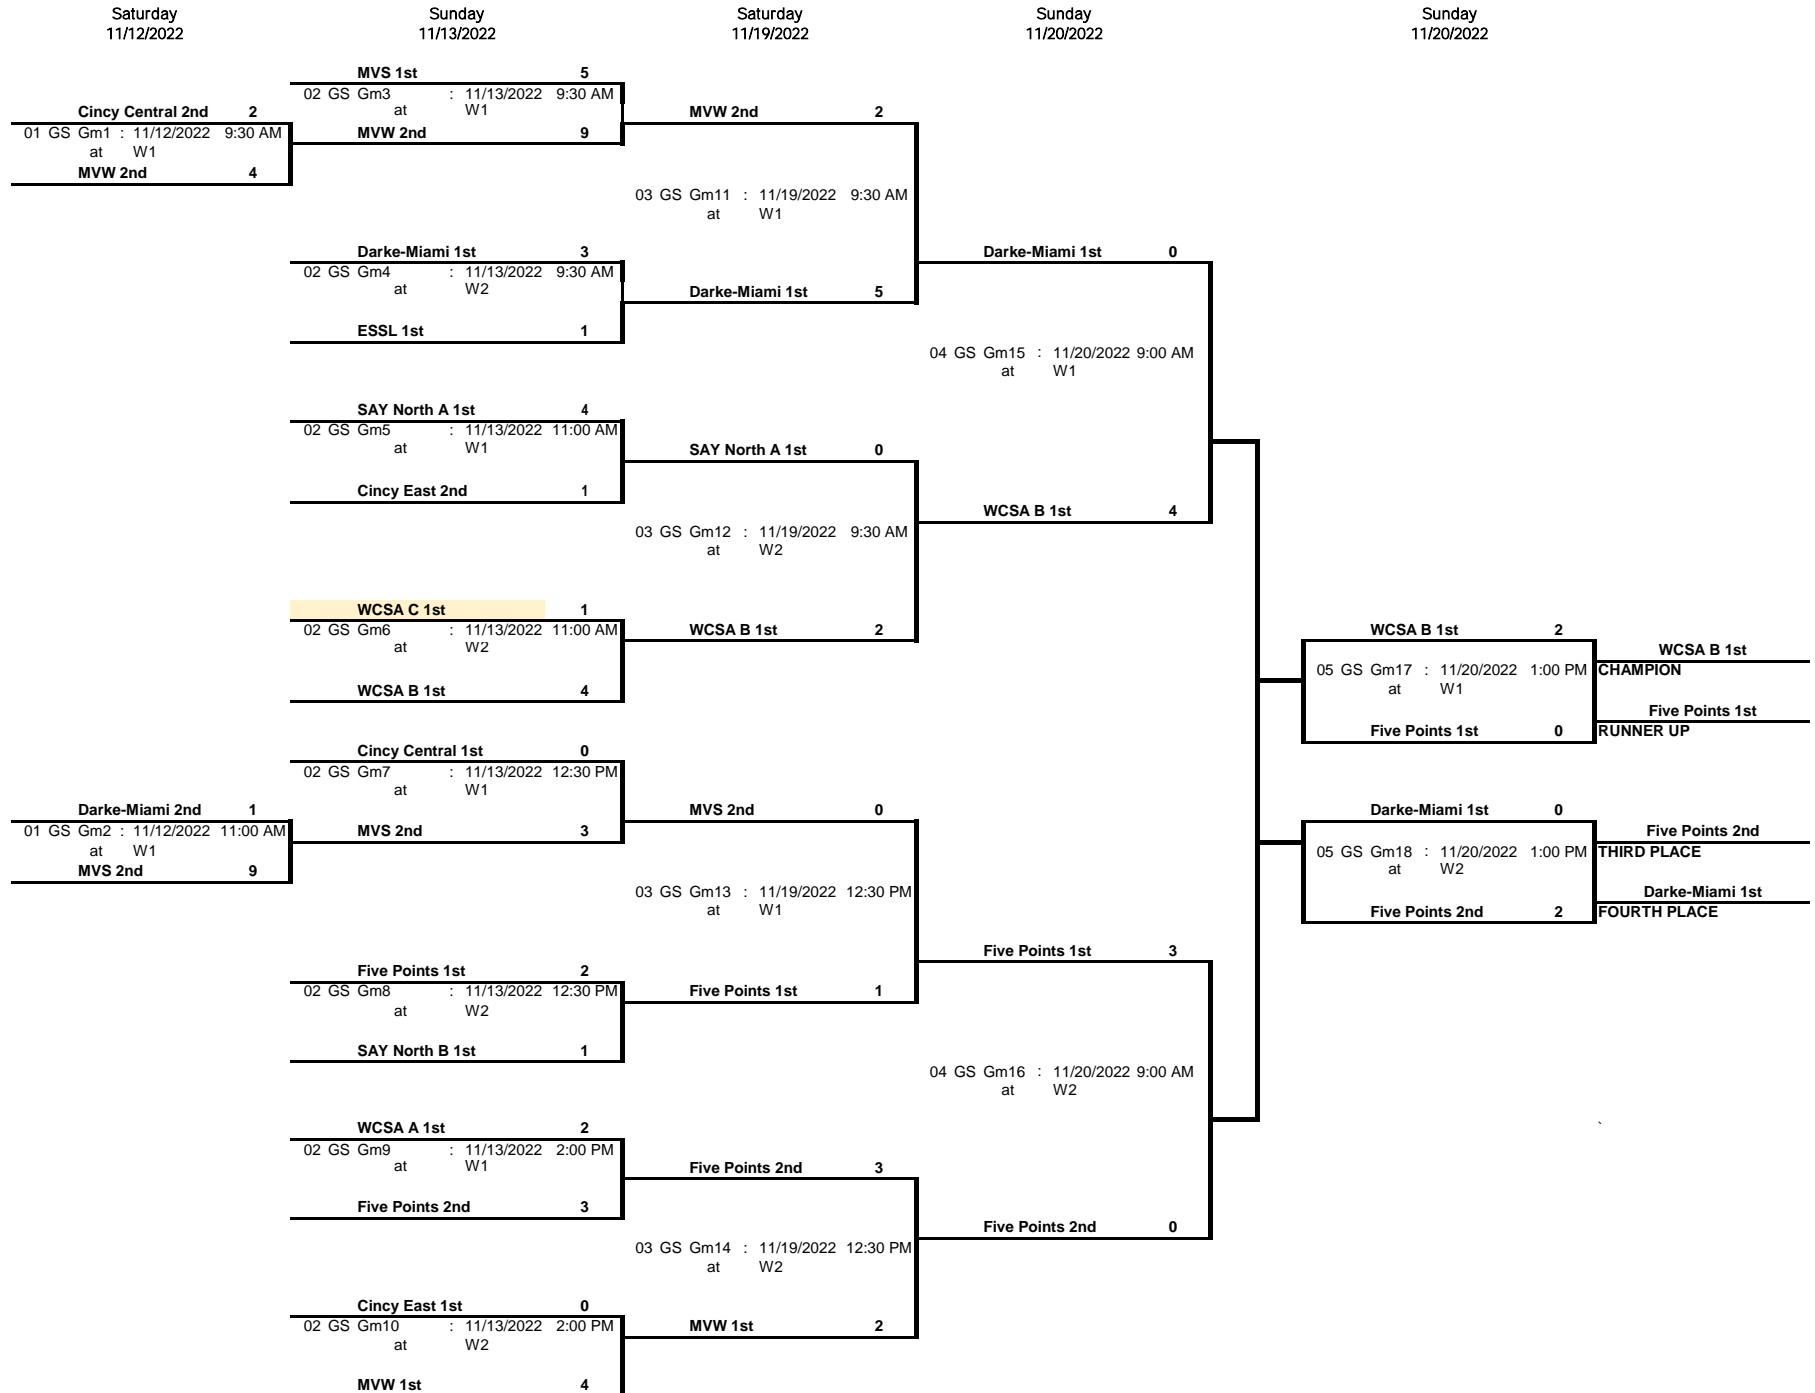 Saturday Sunday Saturday Sunday Sunday
11/12/2022 11/13/2022 11/19/2022 11/20/2022 11/20/2022
MVS 1st 5
02 GS Gm3 : 11/13/2022 9:30 AM
at W1
Cincy Central 2nd 2
MVW 2nd 2
01 GS Gm1 : 11/12/2022 9:30 AM
MVW 2nd 9
at W1
MVW 2nd 4
03 GS Gm11 : 11/19/2022 9:30 AM
at W1
Darke-Miami 1st 3
Darke-Miami 1st 0
02 GS Gm4 : 11/13/2022 9:30 AM
at W2
Darke-Miami 1st 5
ESSL 1st 1
04 GS Gm15 : 11/20/2022 9:00 AM
at W1
SAY North A 1st 4
02 GS Gm5 : 11/13/2022 11:00 AM
at W1
SAY North A 1st 0
Cincy East 2nd 1
WCSA B 1st 4
03 GS Gm12 : 11/19/2022 9:30 AM
at W2
WCSA C 1st 1
02 GS Gm6 : 11/13/2022 11:00 AM
at W2
WCSA B 1st 2
WCSA B 1st 2
WCSA B 1st
05 GS Gm17 : 11/20/2022 1:00 PM CHAMPION
at W1
WCSA B 1st 4
Five Points 1st
Five Points 1st 0 RUNNER UP
Cincy Central 1st 0
02 GS Gm7 : 11/13/2022 12:30 PM
at W1
Darke-Miami 2nd 1
MVS 2nd 0
Darke-Miami 1st 0
01 GS Gm2 : 11/12/2022 11:00 AM
MVS 2nd 3
Five Points 2nd
at W1
05 GS Gm18 : 11/20/2022 1:00 PM THIRD PLACE
at W2
MVS 2nd 9
03 GS Gm13 : 11/19/2022 12:30 PM
at W1
Darke-Miami 1st
Five Points 2nd 2 FOURTH PLACE
Five Points 1st 3
Five Points 1st 2
02 GS Gm8 : 11/13/2022 12:30 PM
at W2
Five Points 1st 1
SAY North B 1st 1
04 GS Gm16 : 11/20/2022 9:00 AM
at W2
WCSA A 1st 2
`
02 GS Gm9 : 11/13/2022 2:00 PM
at W1
Five Points 2nd 3
Five Points 2nd 3
Five Points 2nd 0
03 GS Gm14 : 11/19/2022 12:30 PM
at W2
Cincy East 1st 0
02 GS Gm10 : 11/13/2022 2:00 PM
at W2
MVW 1st 2
MVW 1st 4